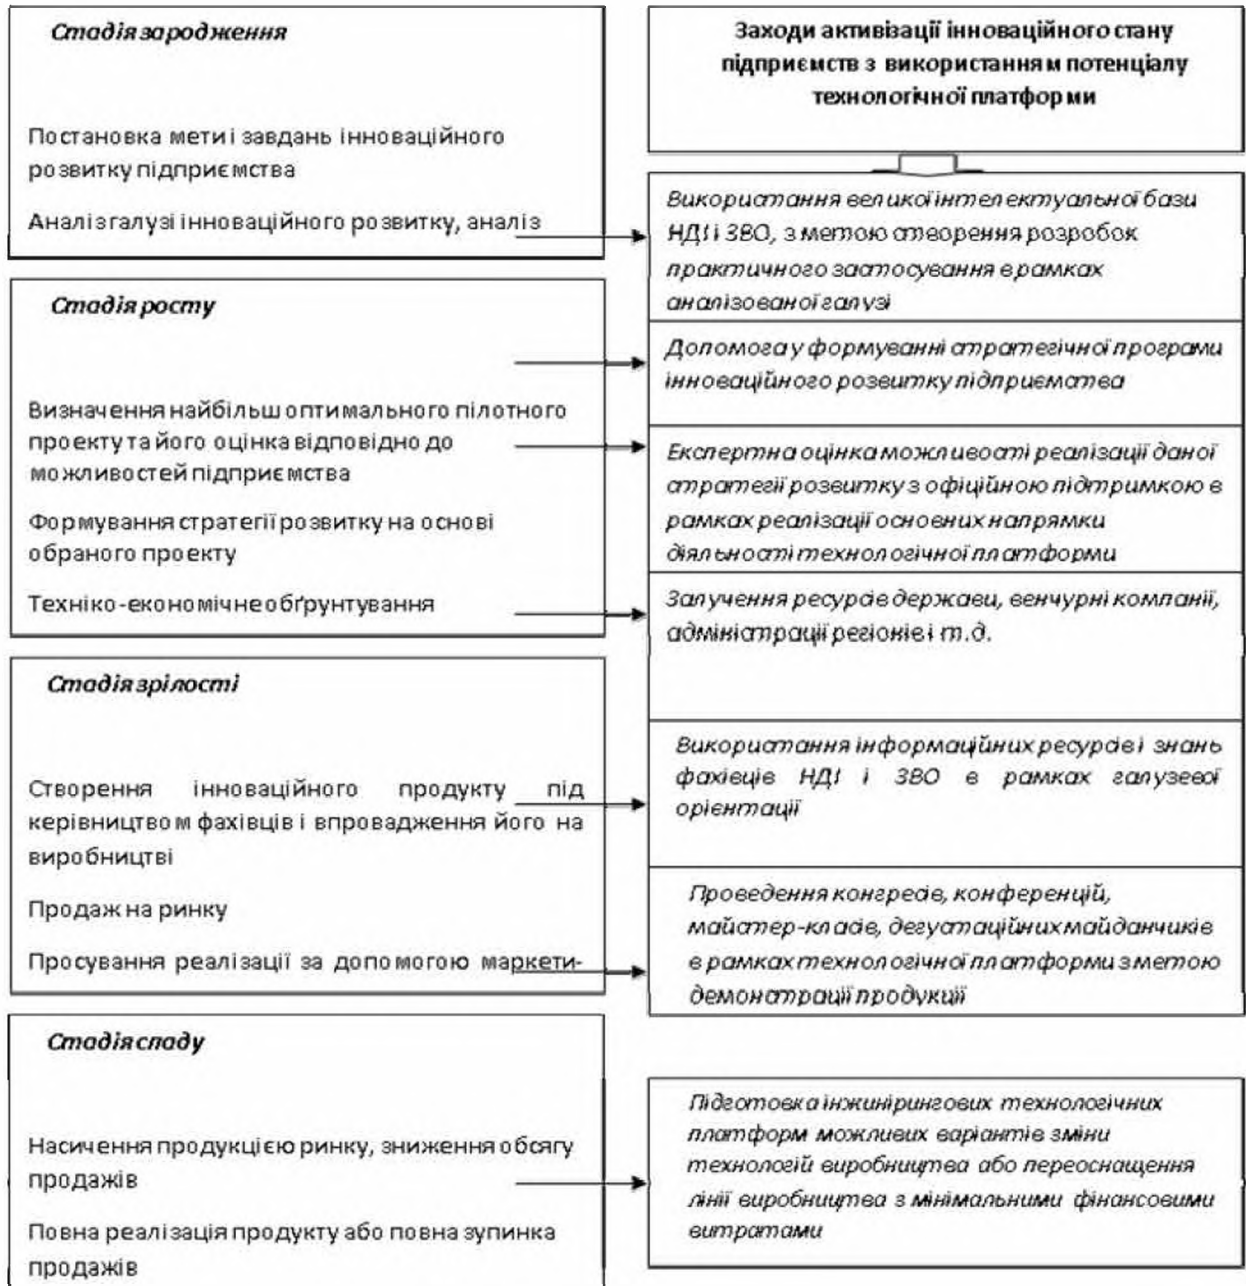 Стадія зародження
Постановка мети і завдань інноваційного
розвитку підприємства
Аналіз галузі інноваційного розвитку, аналіз
Стадія росту
Визначення найбільш оптимального пілотного
проекту та його оцінка відповідно до
можливостей підприємства
Формування стратегії розвитку на основі
обраного проекту
Техніко-економічне обґрунтування
Стадія зрілості
Створення інноваційного продукту під
керівництвом фахівців і впровадження його на
виробництві
Продаж на ринку
Просування реалізації за допомогою маркети-
Стадія спаду
Насичення продукцією ринку, зниження обсягу
продажів
Повна реалізація продукту або повна зупинка
продажів
Заходи активізації інноваційного стану
підприємств з використанням потенціалу
технологічної платформи
Використання великої інтелектуальної бази
НДІ і ЗВО, з метою створення розробок
практичного застосування в рамках
аналізованої галузі
Допомога у формуванні стратегічної програми
інноваційного розвитку підприємства
Експертна оцінка можливості реалізації даної
стратегії розвитку з офіційною підтримкою в
рамках реалізації основних напрямки
діяльності технологічної платформи
Залучення ресурсів держави, венчурні компанії,
адміністрації регіонів і т.д.
Використання інформаційних ресурсів і знань
фахівців НДІ і ЗВО в рамках галузевої
орієнтації
Проведення конгресів, конференцій,
майстер-класів, дегустаційних майданчиків
в рамках технологічної платформи з метою
демонстрації продукції
Підготовка інжинірингових технологічних
платформ можливих варіантів зміни
технологій виробництва або переоснащення
лінії виробництва з мінімальними фінансовими
витратами